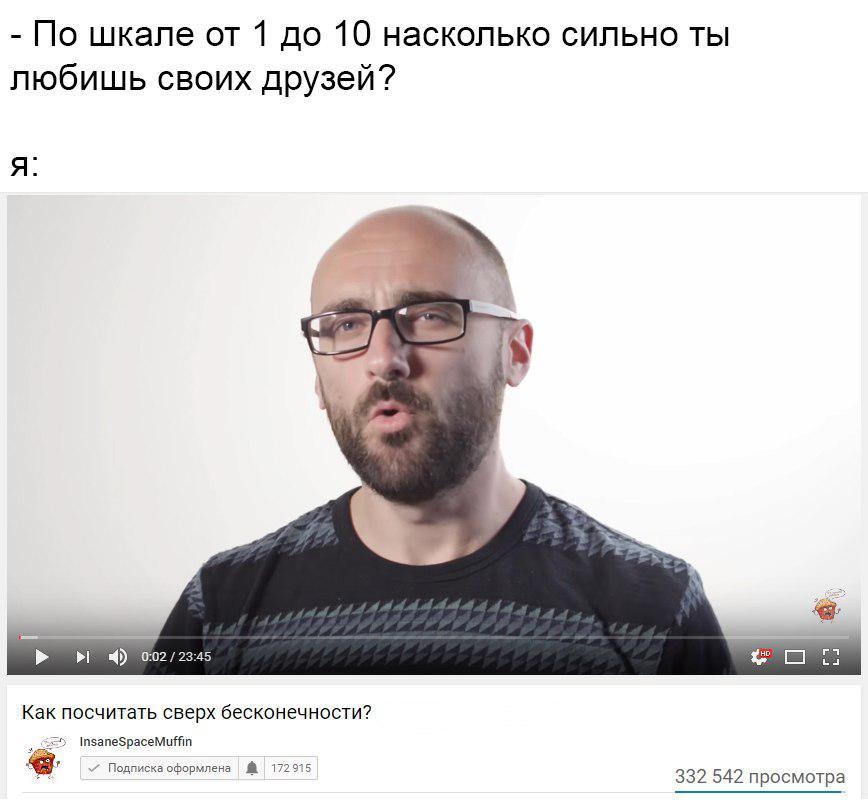 - По шкале от 1 до 10 насколько сильно ты
любишь своих друзей?
я:
0:02 / 23:45
HD
Как посчитать сверх бесконечности?
InsaneSpaceMuffin
Подписка оформлена
172 915
332 542 просмотра